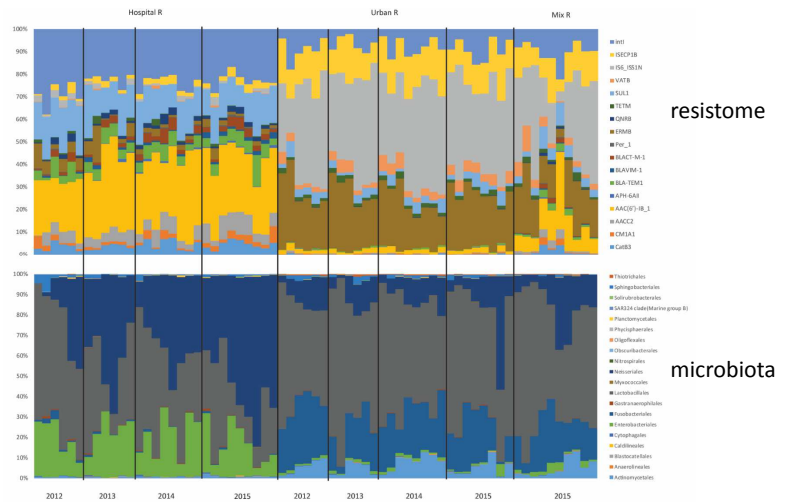 Hospital R
Urban R
Mix R
100%
90%
80%
70%
60%
50%
40%
30%
20%
10%
0%
intI
ISECP1B
IS6_IS51N
VATB
SUL1
TETM
QNRB
ERMB
Per_1
BLACT-M-1
BLAVIM-1
BLA-TEM1
APH-6AII
AAC(6')-IB_1
AACC2
CM1A1
CatB3
resistome
100%
90%
80%
70%
60%
50%
40%
30%
20%
10%
0%
Thiotrichales
Sphingobacteriales
Solirubrobacterales
SAR324 clade(Marine group B)
Planctomycetales
Phycisphaerales
Oligoflexales
Obscuribacterales
Nitrospirales
Neisseriales
Myxococcales
Lactobacillales
Gastranaerophilales
Fusobacteriales
Enterobacteriales
Cytophagales
Caldilineales
Blastocatellales
Anaerolineales
Actinomycetales
microbiota
2012
2013
2014
2015
2012
2013
2014
2015
2015